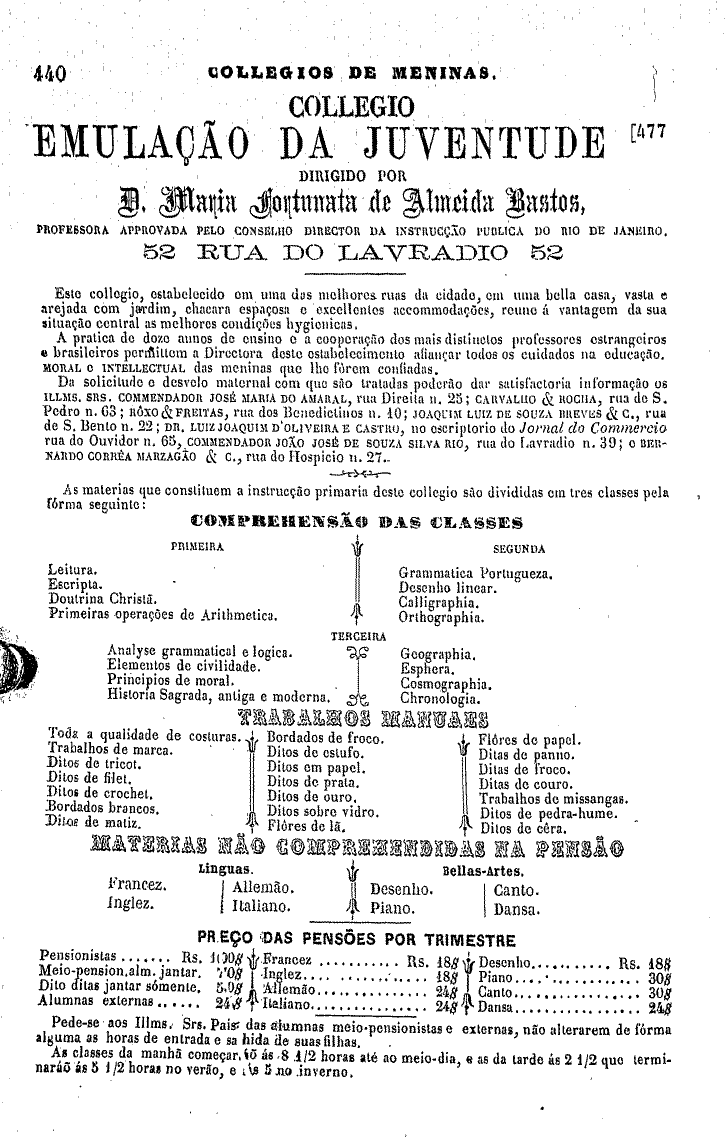 440 COLLEGIOS DE MENINAS.
COLLEGIO
EMULAÇÃO DA JUVENTUDE [477
DIRIGIDO POR
D. Maria Fortunata de Almeida Bastos,
PROFESSORA APPROVADA PELO CONSELHO DIRECTOR DA INSTRUCÇÃO PUBLICA DO RIO DE JANEIRO.
52 RUA DO LAVRADIO 52
Este collegio, estabelecido em uma das melhores ruas da cidade, em uma bella casa, vasta e
arejada com jardim, chacara espaçosa e excellentes accommodações, reune á vantagem da sua
situação central as melhores condições hygienicas.
A pratica de doze annos de ensino e a cooperação dos mais distinctos professores estrangeiros
e brasileiros permittem a Directora deste estabelecimento afiançar todos os cuidados na educação.
MORAL e INTELLECTUAL das meninas que lhe fórem confiadas.
Da solicitude e desvelo maternal com que são tratadas poderão dar satisfactoria informação os
ILLMS. SRS. COMMENDADOR JOSÉ MARIA DO AMARAL, rua Direita n. 25; CARVALHO & ROCHA, rua de S.
Pedro n. 63; RÔXO & FREITAS, rua dos Benedictinos n. 10; JOAQUIM LUIZ DE SOUZA BREVES & C., rua
de S. Bento n. 22; DR. LUIZ JOAQUIM D'OLIVEIRA E CASTRO, no escriptorio do Jornal do Commercio
rua do Ouvidor n. 65, COMMENDADOR JOÃO JOSÉ DE SOUZA SILVA RIO, rua do Lavradio n. 39; e BER-
NARDO CORRÊA MARZAGÃO & C., rua do Hospicio n. 27.
As materias que constituem a instrucção primaria deste collegio são divididas em tres classes pela
fórma seguinte:
COMPREHENSÃO DAS CLASSES
PRIMEIRA
Leitura.
Escripta.
Doutrina Christã.
Primeiras operações de Arithmetica.
SEGUNDA
Grammatica Portugueza.
Desenho linear.
Calligraphia.
Orthographia.
TERCEIRA
Analyse grammatical e logica.
Elementos de civilidade.
Principios de moral.
Historia Sagrada, antiga e moderna.
Geographia.
Esphera.
Cosmographia.
Chronologia.
TRABALHOS MANUAES
Toda a qualidade de costuras.
Trabalhos de marca.
Ditos de tricot.
Ditos de filet.
Ditos de crochet.
Bordados brancos.
Ditos de matiz.
Bordados de froco.
Ditos de estufo.
Ditos em papel.
Ditos de prata.
Ditos de ouro.
Ditos sobre vidro.
Flôres de lã.
Flôres de papel.
Ditas de panno.
Ditas de froco.
Ditas de couro.
Trabalhos de missangas.
Ditos de pedra-hume.
Ditos de cêra.
MATERIAS NÃO COMPREHENDIDAS NA PENSÃO
Linguas.
Francez.
Inglez.
Allemão.
Italiano.
Bellas-Artes.
Desenho.
Piano.
Canto.
Dansa.
PREÇO DAS PENSÕES POR TRIMESTRE
Pensionistas ....... Rs. 100$
Meio-pension. alm. jantar. 70$
Dito ditas jantar sómente. 50$
Alumnas externas ...... 24$
Francez ........... Rs. 18$
Inglez.............. 18$
Allemão............. 24$
Italiano.............. 24$
Desenho.......... Rs. 18$
Piano............... 30$
Canto............... 30$
Dansa............... 24$
Pede-se aos Illms. Srs. Pais das alumnas meio-pensionistas e externas, não alterarem de fórma
alguma as horas de entrada e sahida de suas filhas.
As classes da manhã começaráõ ás 8 1/2 horas até ao meio-dia, e as da tarde ás 2 1/2 que termi-
naráõ ás 5 1/2 horas no verão, e ás 5 no inverno.